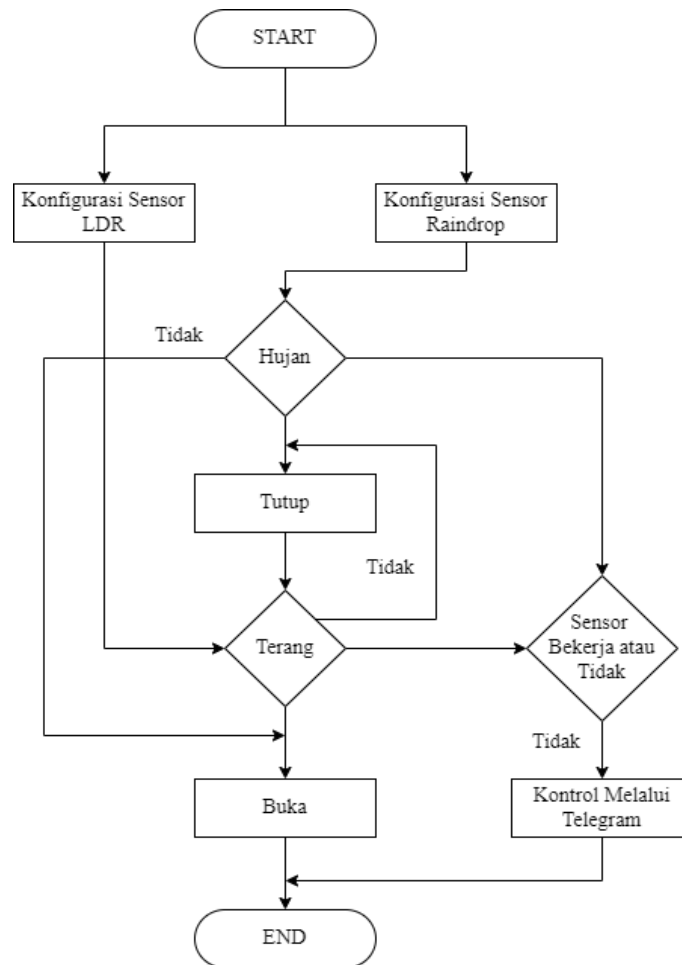 START
Konfigurasi Sensor
LDR
Konfigurasi Sensor
Raindrop
Tidak
Hujan
Tutup
Tidak
Terang
Sensor
Bekerja atau
Tidak
Tidak
Buka
Kontrol Melalui
Telegram
END